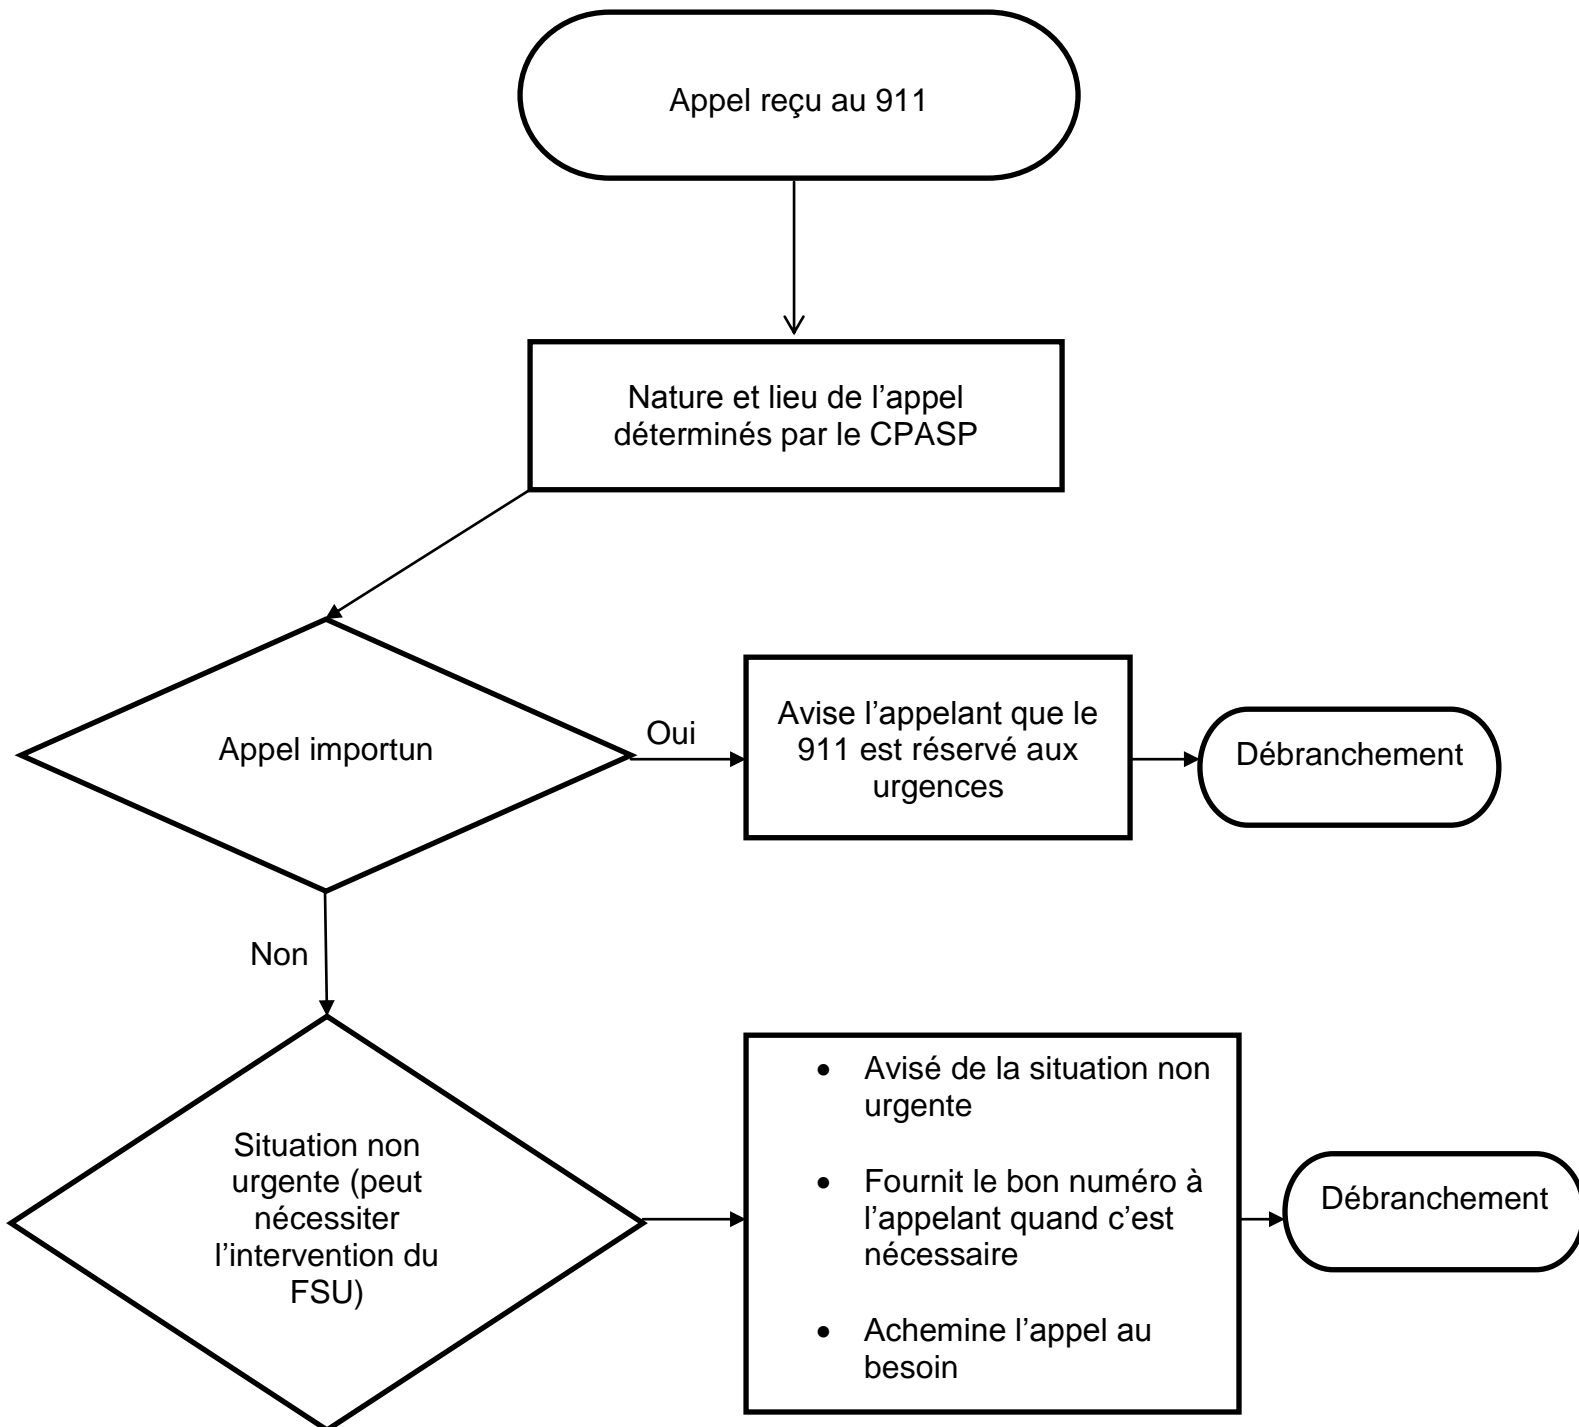 Appel reçu au 911
Nature et lieu de l’appel
déterminés par le CPASP
Appel importun
Oui
Avise l’appelant que le
911 est réservé aux
urgences
Débranchement
Non
Situation non
urgente (peut
nécessiter
l’intervention du
FSU)
• Avisé de la situation non
urgente
• Fournit le bon numéro à
l’appelant quand c’est
nécessaire
• Achemine l’appel au
besoin
Débranchement